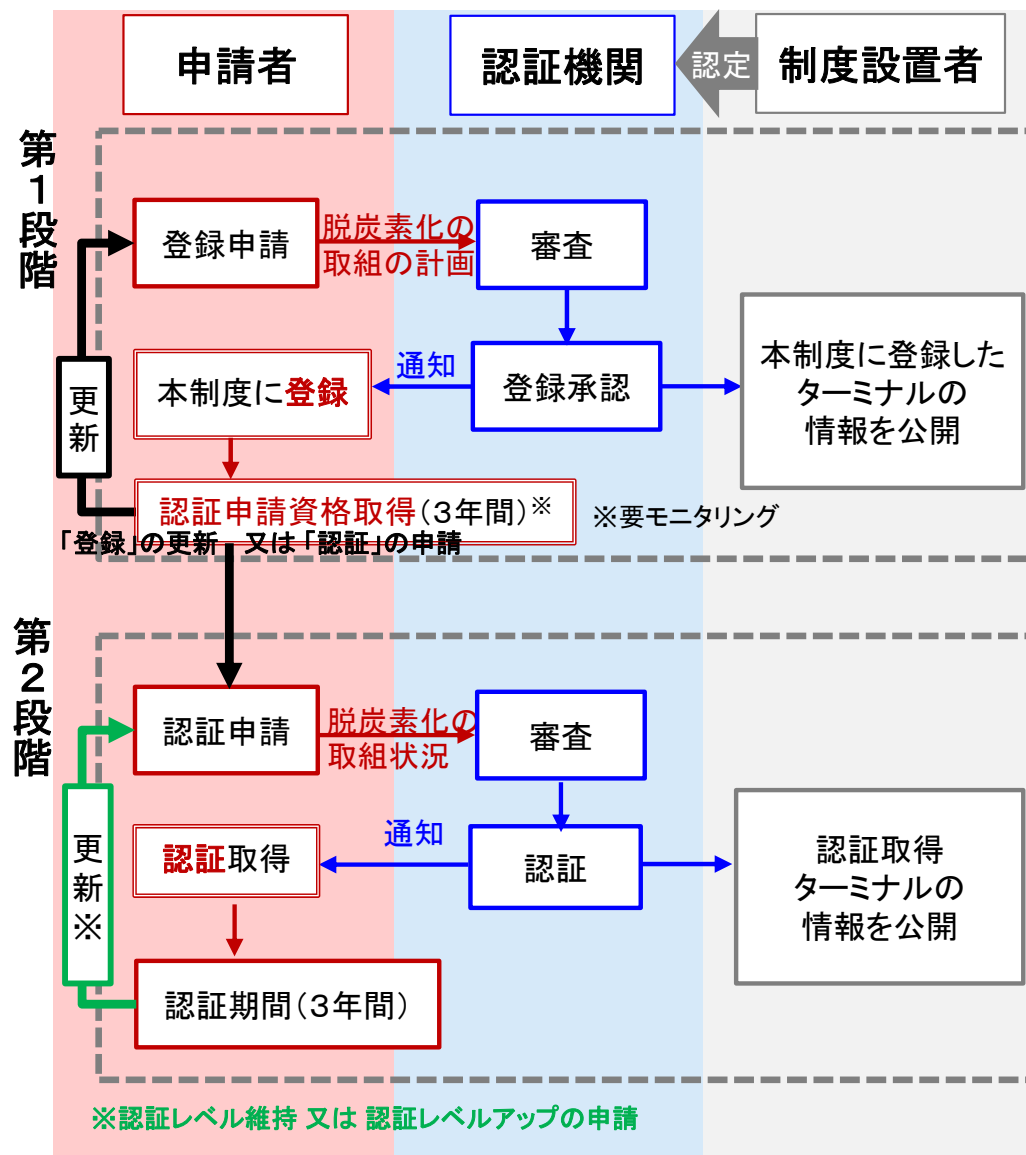 申請者
認証機関
認定
制度設置者
第1段階
登録申請
脱炭素化の
取組の計画
審査
通知
登録承認
本制度に登録
本制度に登録した
ターミナルの
情報を公開
更新
認証申請資格取得(3年間)※
※要モニタリング
「登録」の更新　又は「認証」の申請
第2段階
認証申請
脱炭素化の
取組状況
審査
通知
認証
認証取得
認証取得
ターミナルの
情報を公開
更新※
認証期間(3年間)
※認証レベル維持 又は 認証レベルアップの申請